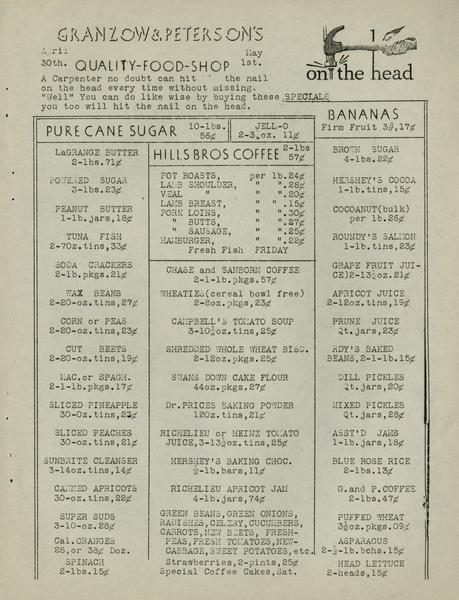 GRANZOW & PETERSON'S
April May
30th. QUALITY-FOOD-SHOP 1st.
A Carpenter no doubt can hit the nail
on the head every time without missing.
"Well" You can do like wise by buying these SPECIALS
you too will hit the nail on the head.
on the head
PURE CANE SUGAR 10-lbs. 56¢
JELL-O
2-3.oz. 11¢
BANANAS
Firm Fruit 3#,17¢
LaGRANGE BUTTER
2-lbs.71¢
POWERED SUGAR
3-lbs.23¢
PEANUT BUTTER
1-lb.jars,18¢
TUNA FISH
2-7oz.tins,33¢
SODA CRACKERS
2-lb.pkgs.21¢
WAX BEANS
2-20-oz.tins,27¢
CORN or PEAS
2-20-oz.tins,23¢
CUT BEETS
2-20-oz.tins,19¢
MAC.or SPAGH.
2-1-lb.pkgs.17¢
SLICED PINEAPPLE
30-Oz.tins,23¢
SLICED PEACHES
30-oz.tins,21¢
SUNBRITE CLEANSER
3-14oz.tins,14¢
CANNED APRICOTS
30-oz.tins,22¢
SUPER SUDS
3-10-oz.28¢
Cal.ORANGES
28, or 38¢ Doz.
SPINACH
2-lbs.15¢
HILLS BROS COFFEE 2-lbs 57¢
POT ROASTS, per lb.24¢
LAMB SHOULDER, " " .28¢
VEAL " " " .20¢
LAMB BREAST, " " .15¢
PORK LOINS, " " .30¢
" BUTTS, " " .27¢
" SAUSAGE, " " .25¢
HAMBURGER, " " .22¢
Fresh Fish FRIDAY
CHASE and SANBORN COFFEE
2-1-lb.pkgs.57¢
WHEATIES(cereal bowl free)
2-8oz.pkg,23¢
CAMPBELL'S TOMATO SOUP
3-10½oz.tins,25¢
SHREDDED WHOLE WHEAT BISC.
2-12oz.pkgs.25¢
SWANS DOWN CAKE FLOUR
44oz.pkg.27¢
Dr.PRICES BAKING POWDER
12OZ.tins,21¢
RICHELIEU or HEINZ TOMATO
JUICE,3-13½oz.tins,25¢
HERSHEY'S BAKING CHOC.
½-lb.bars,11¢
RICHELIEU APRICOT JAM
4-lb.jars,74¢
GREEN BEANS,GREEN ONIONS,
RADISHES,CELERY,CUCUMBERS,
CARROTS,NEW BEETS, FRESH-
PEAS,FRESH TOMATOES,NEW-
CABBAGE,SWEET POTATOES,etc.
Strawberries,2-pints,25¢
Special Coffee Cakes,Sat.
BROWN SUGAR
4-lbs.22¢
HERSHEY'S COCOA
1-lb.tins,15¢
COCOANUT(bulk)
per lb.26¢
ROUNDY'S SALMON
1-lb.tins,23¢
GRAPE FRUIT JUI-
CE)2-13½oz.21¢
APRICOT JUICE
2-12oz.tins,19¢
PRUNE JUICE
Qt.jars,23¢
RDY'S BAKED
BEANS,2-1-lb.15¢
DILL PICKLES
Qt.jars,20¢
MIXED PICKLES
Qt.jars,28¢
ASST'D JAMS
1-lb.jars,18¢
BLUE ROSE RICE
2-lbs.13¢
G.and P.COFFEE
2-lbs.47¢
PUFFED WHEAT
3½oz.pkgs.09¢
ASPARAGUS
2-1-lb.bchs.15¢
HEAD LETTUCE
2-heads,15¢